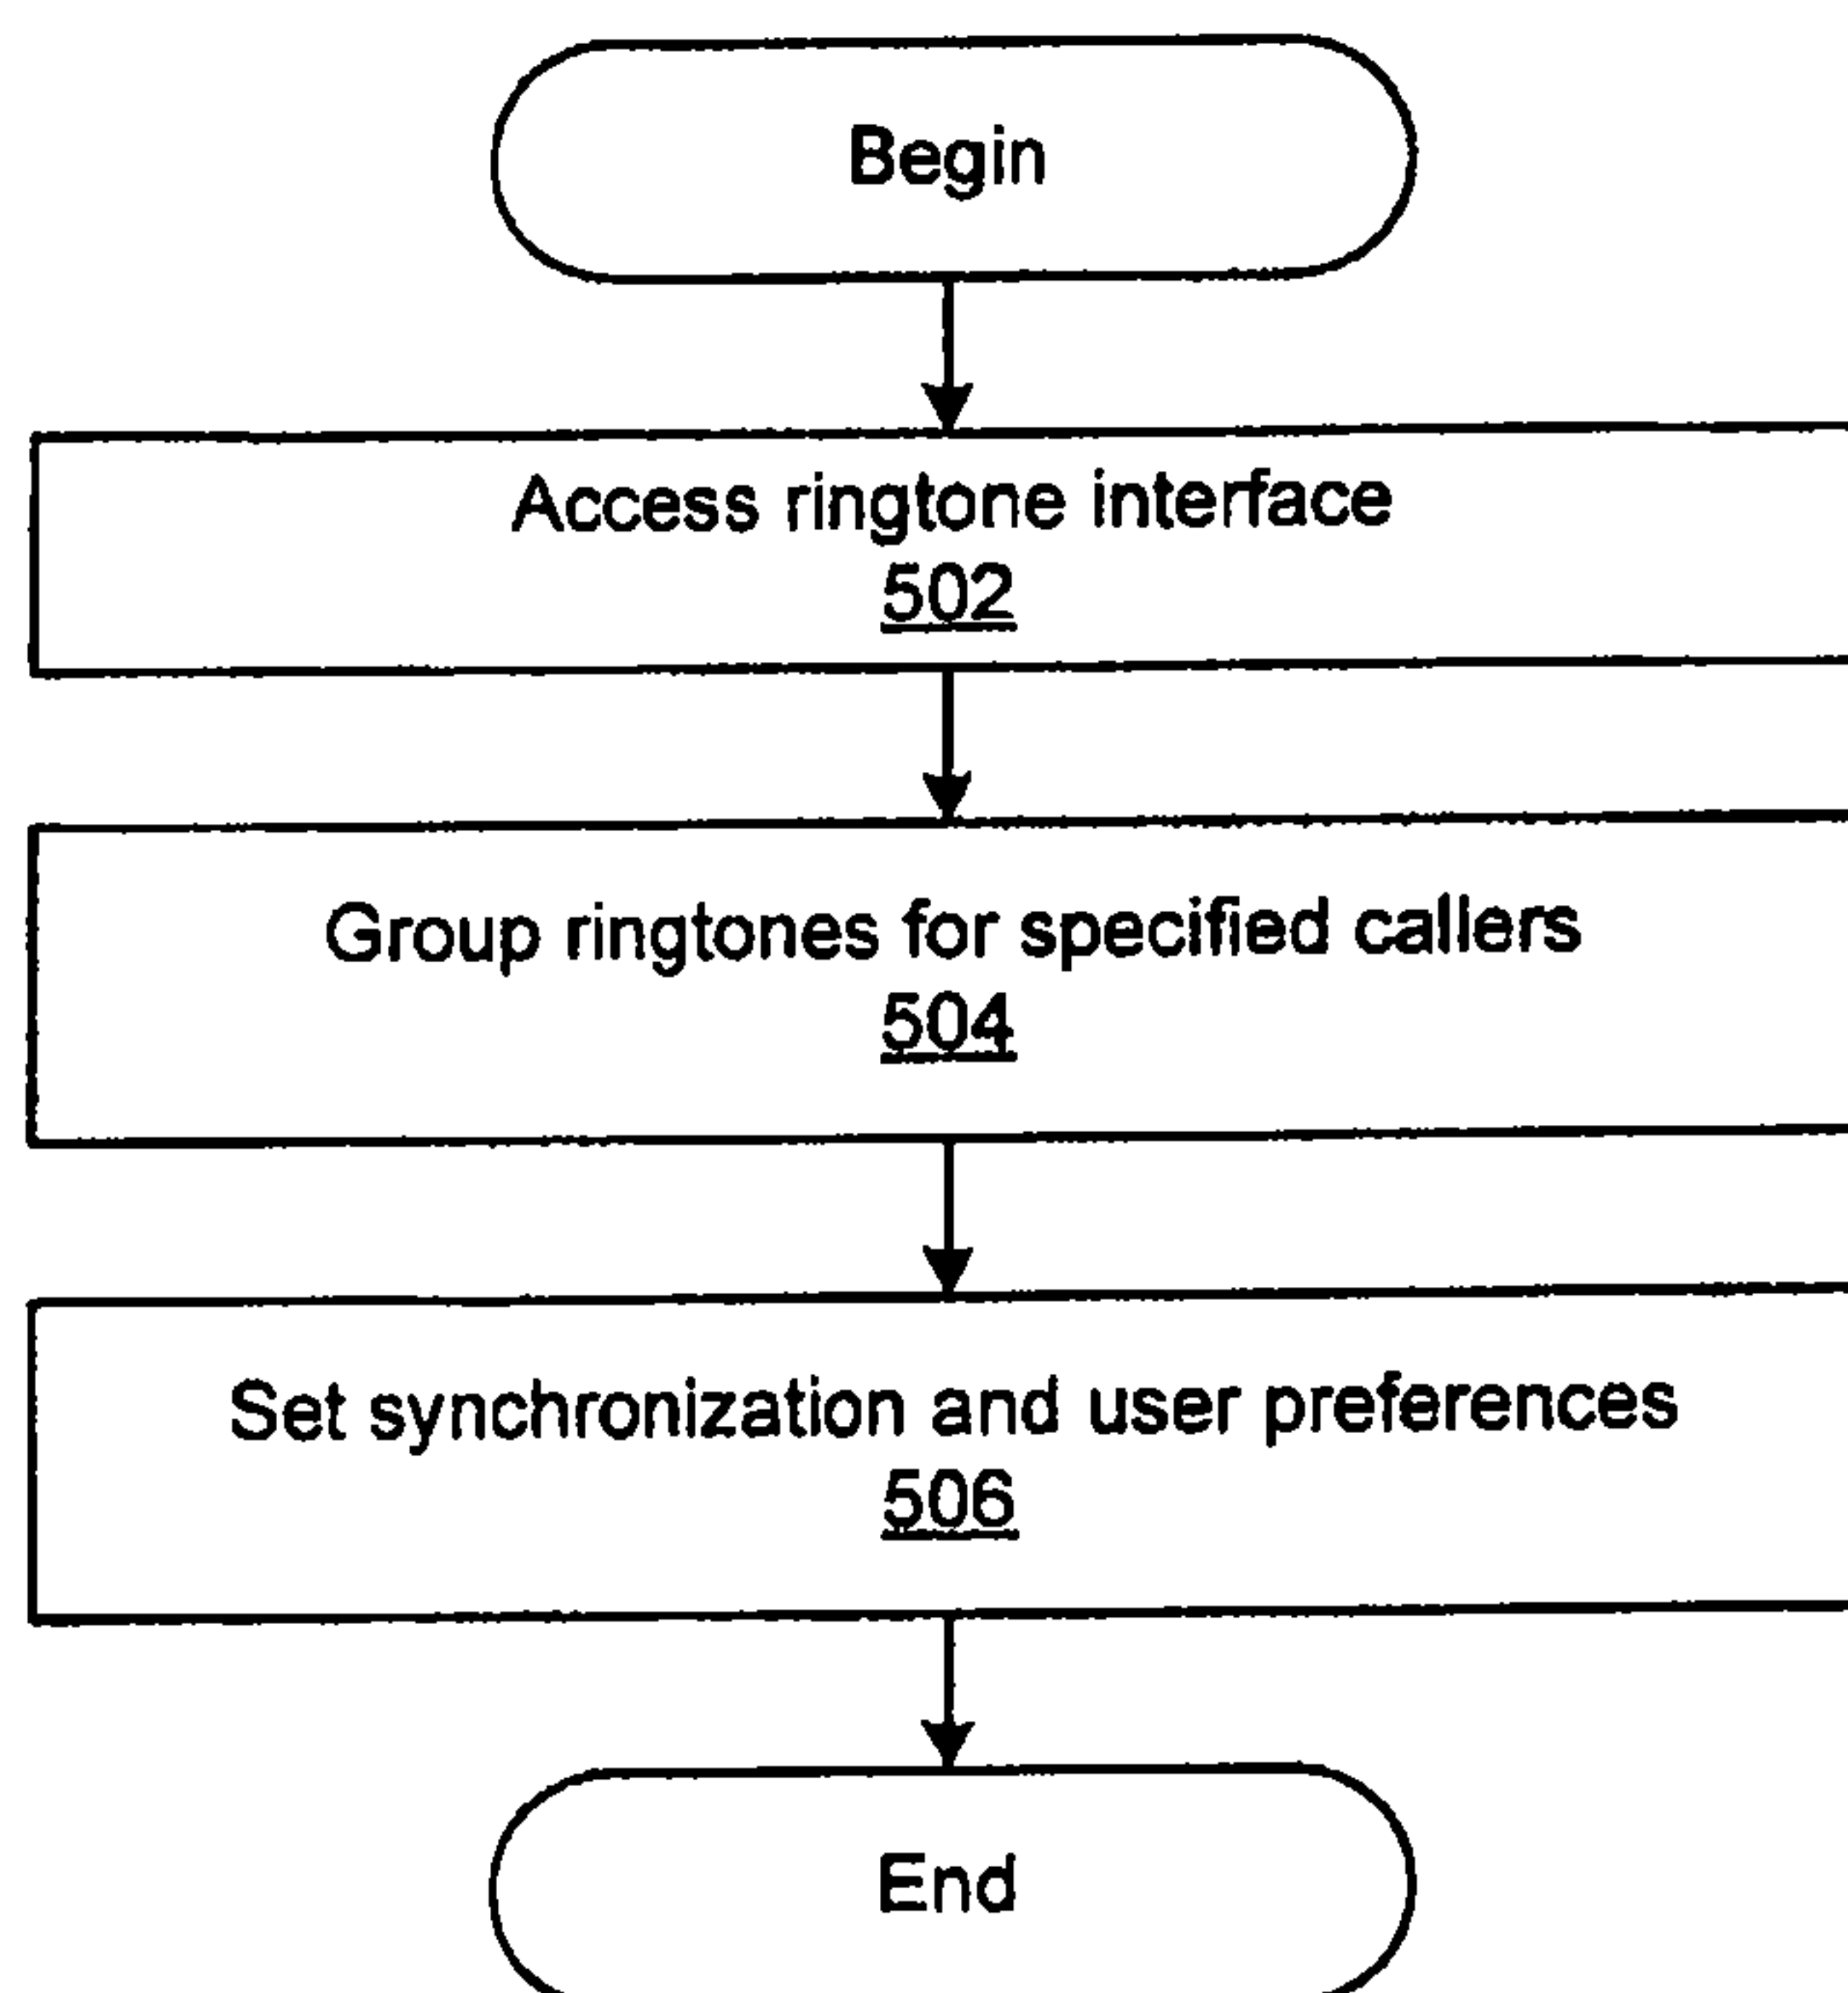 Begin
Access ringtone interface
502
Group ringtones for specified callers
504
Set synchronization and user preferences
506
End